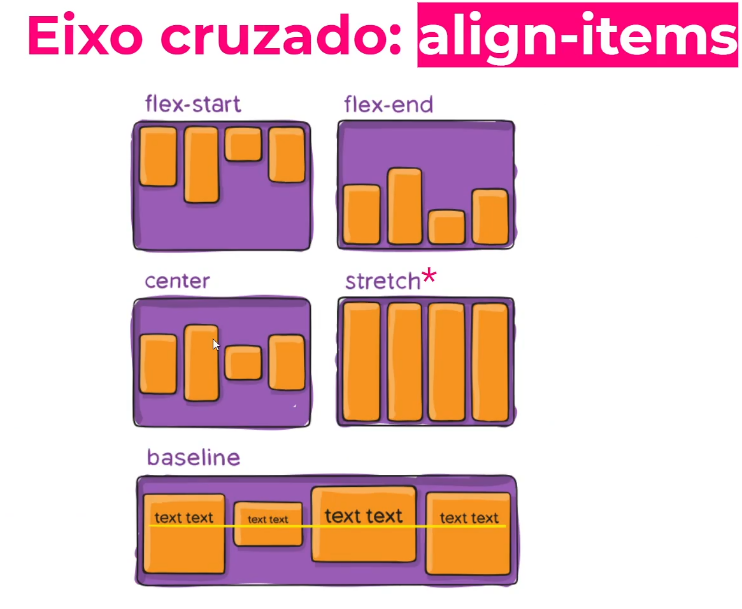 Eixo cruzado: align-items
flex-start
flex-end
center
stretch*
baseline
text text
text text
text text
text text